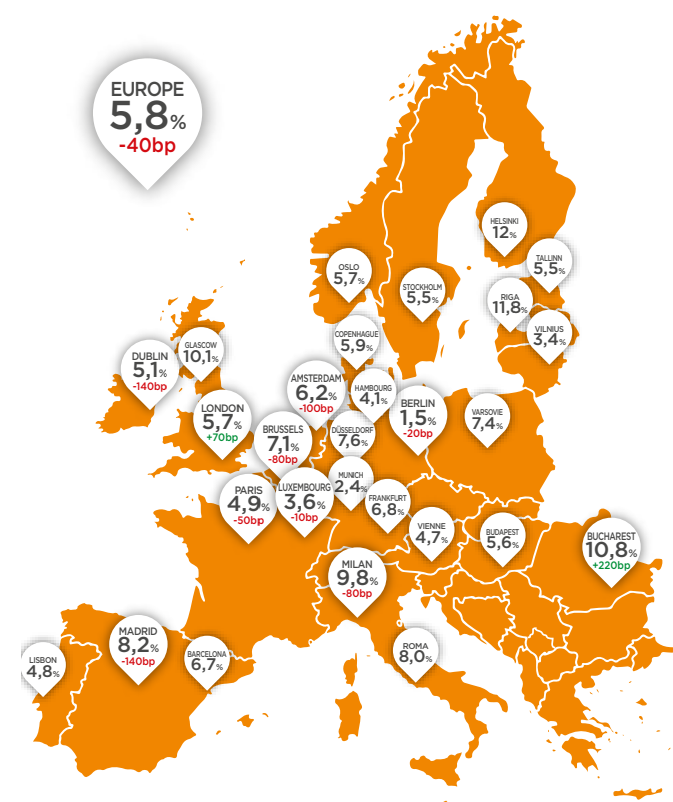 EUROPE
5,8%
-40bp
HELSINKI
12%
TALLINN
5,5%
OSLO
5,7%
STOCKHOLM
5,5%
RIGA
11,8%
VILNIUS
3,4%
COPENHAGUE
5,9%
GLASCOW
10,1%
DUBLIN
5,1%
-140bp
AMSTERDAM
6,2%
-100bp
HAMBOURG
4,1%
BERLIN
1,5%
-20bp
VARSOVIE
7,4%
LONDON
5,7%
+70bp
BRUSSELS
7,1%
-80bp
DÜSSELDORF
7,6%
MUNICH
2,4%
PARIS
4,9%
-50bp
LUXEMBOURG
3,6%
-10bp
FRANKFURT
6,8%
VIENNE
4,7%
BUDAPEST
5,6%
BUCHAREST
10,8%
+220bp
MILAN
9,8%
-80bp
MADRID
8,2%
-140bp
BARCELONA
6,7%
LISBON
4,8%
ROMA
8,0%